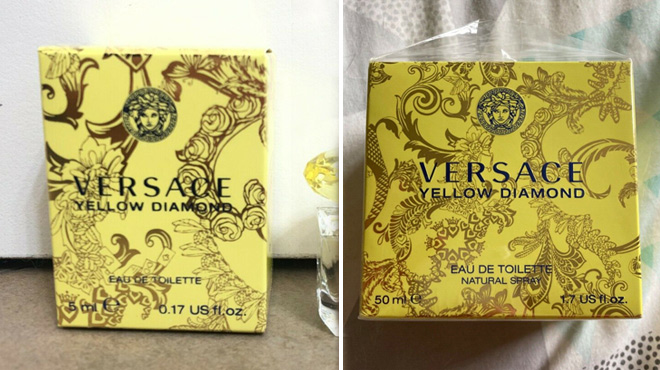 VERSACE
YELLOW DIAMOND
EAU DE TOILETTE
5 ml e 0.17 US fl.oz.
VERSACE
YELLOW DIAMOND
EAU DE TOILETTE
NATURAL SPRAY
50 ml e 1.7 US fl.oz.